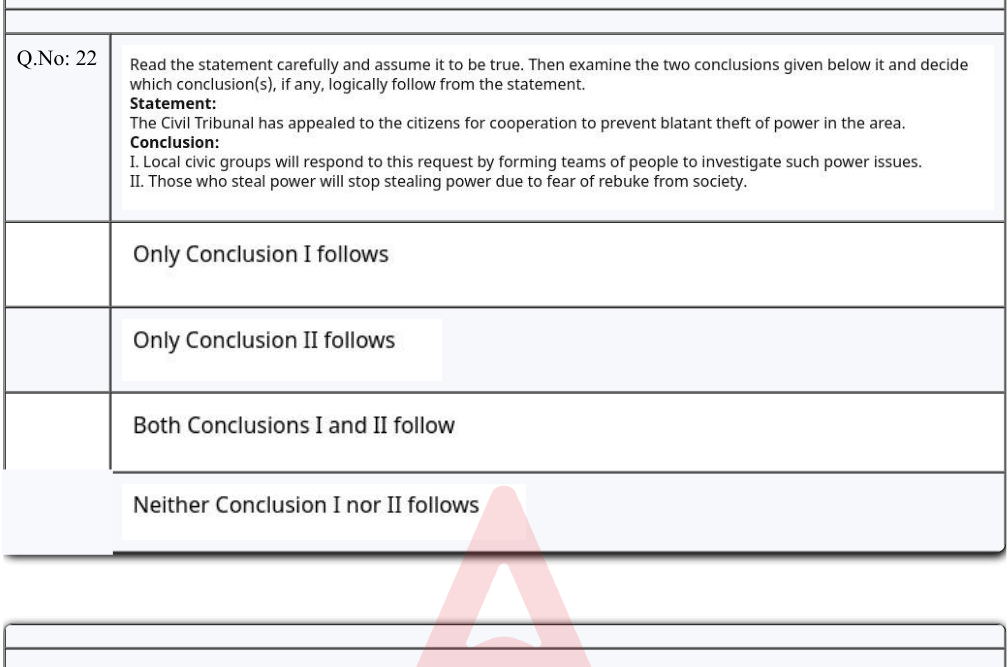 Q.No: 22
Read the statement carefully and assume it to be true. Then examine the two conclusions given below it and decide
which conclusion(s), if any, logically follow from the statement.
Statement:
The Civil Tribunal has appealed to the citizens for cooperation to prevent blatant theft of power in the area.
Conclusion:
I. Local civic groups will respond to this request by forming teams of people to investigate such power issues.
II. Those who steal power will stop stealing power due to fear of rebuke from society.
Only Conclusion I follows
Only Conclusion II follows
Both Conclusions I and II follow
Neither Conclusion I nor II follows